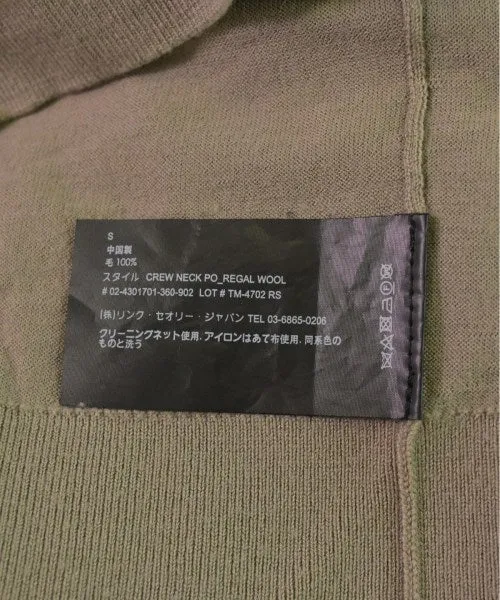 S
中国製
毛 100%
スタイル : CREW NECK PO_REGAL WOOL
# 02-4301701-360-902 LOT # TM-4702 RS
(株)リンク・セオリー・ジャパン TEL 03-6865-0206
クリーニングネット使用．アイロンはあて布使用．同系色の
ものと洗う